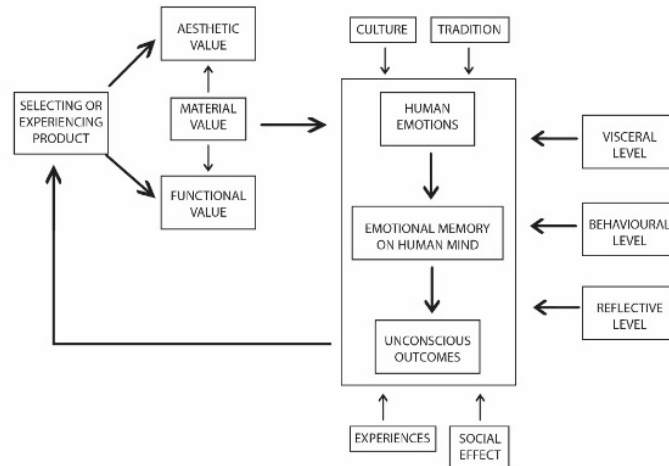 AESTHETIC
VALUE
CULTURE
TRADITION
SELECTING OR
EXPERIENCING
PRODUCT
MATERIAL
VALUE
HUMAN
EMOTIONS
VISCERAL
LEVEL
FUNCTIONAL
VALUE
EMOTIONAL MEMORY
ON HUMAN MIND
BEHAVIOURAL
LEVEL
REFLECTIVE
LEVEL
UNCONSCIOUS
OUTCOMES
EXPERIENCES
SOCIAL
EFFECT